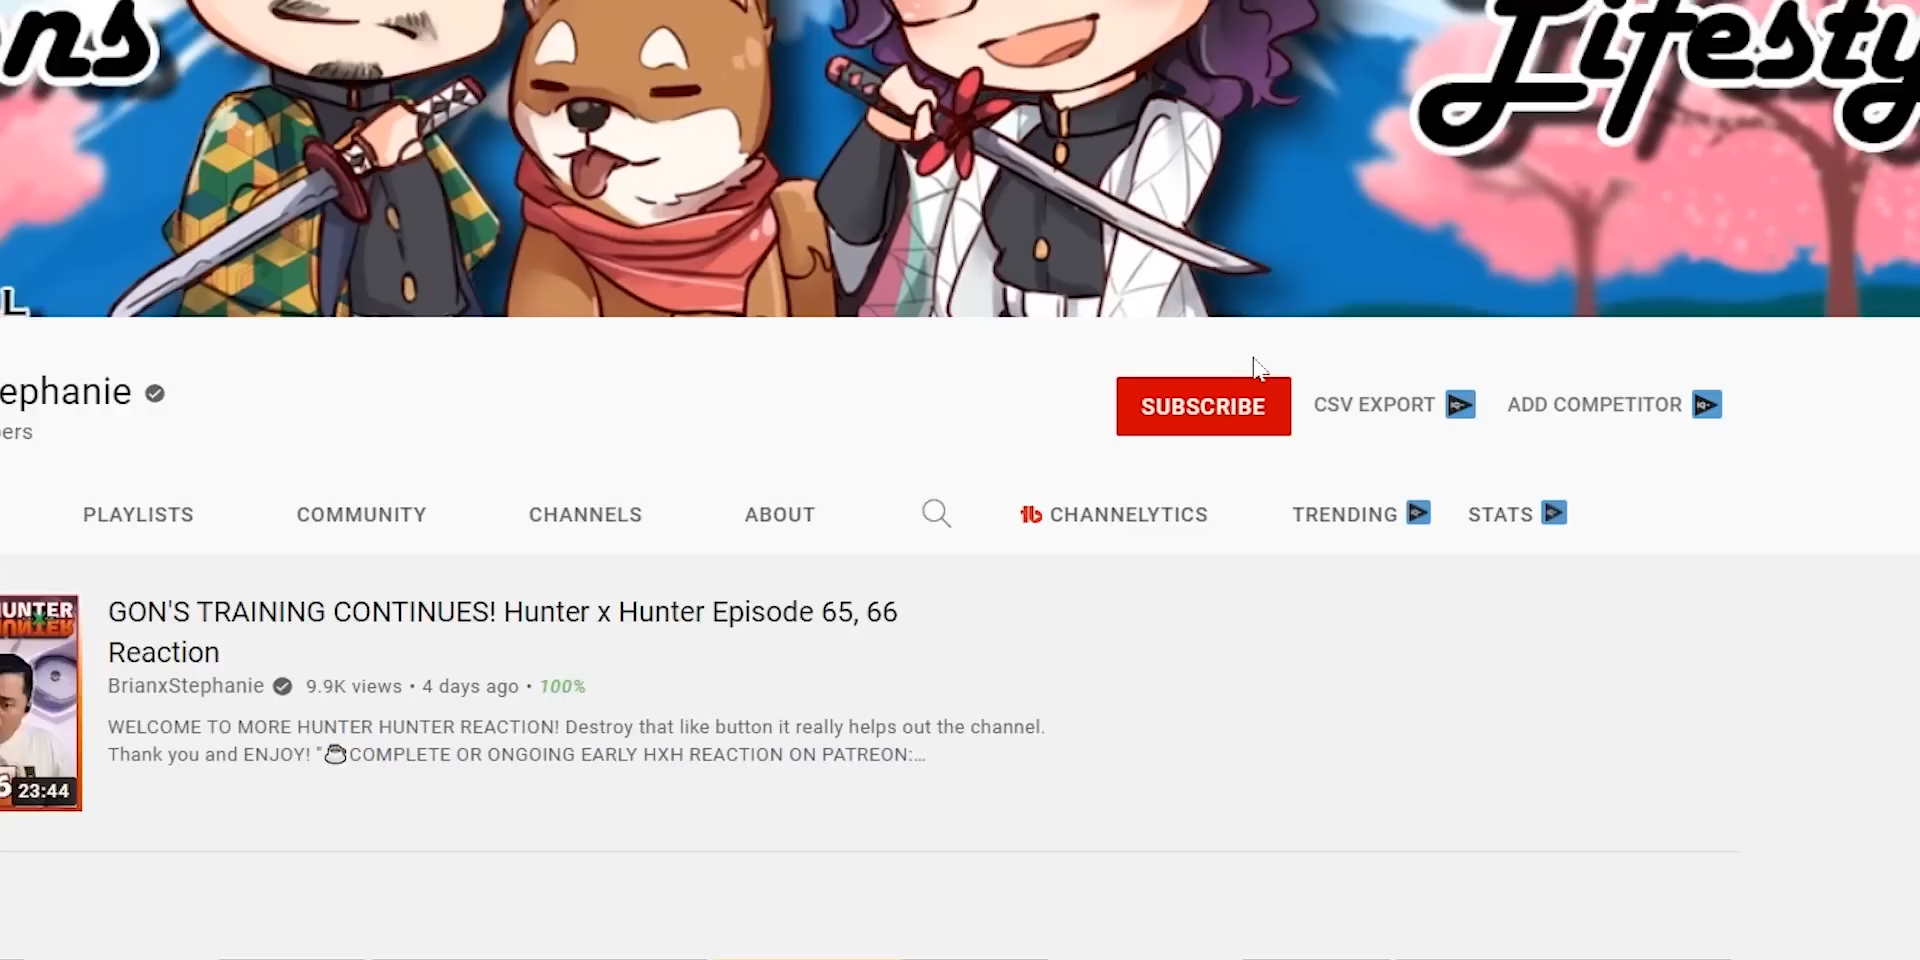 ns
Lifesty
L
ephanie
ers
SUBSCRIBE
CSV EXPORT
ADD COMPETITOR
PLAYLISTS
COMMUNITY
CHANNELS
ABOUT
CHANNELYTICS
TRENDING
STATS
HUNTER
HUNTER
6
23:44
GON'S TRAINING CONTINUES! Hunter x Hunter Episode 65, 66
Reaction
BrianxStephanie 9.9K views • 4 days ago • 100%
WELCOME TO MORE HUNTER HUNTER REACTION! Destroy that like button it really helps out the channel.
Thank you and ENJOY! "☕COMPLETE OR ONGOING EARLY HXH REACTION ON PATREON:...